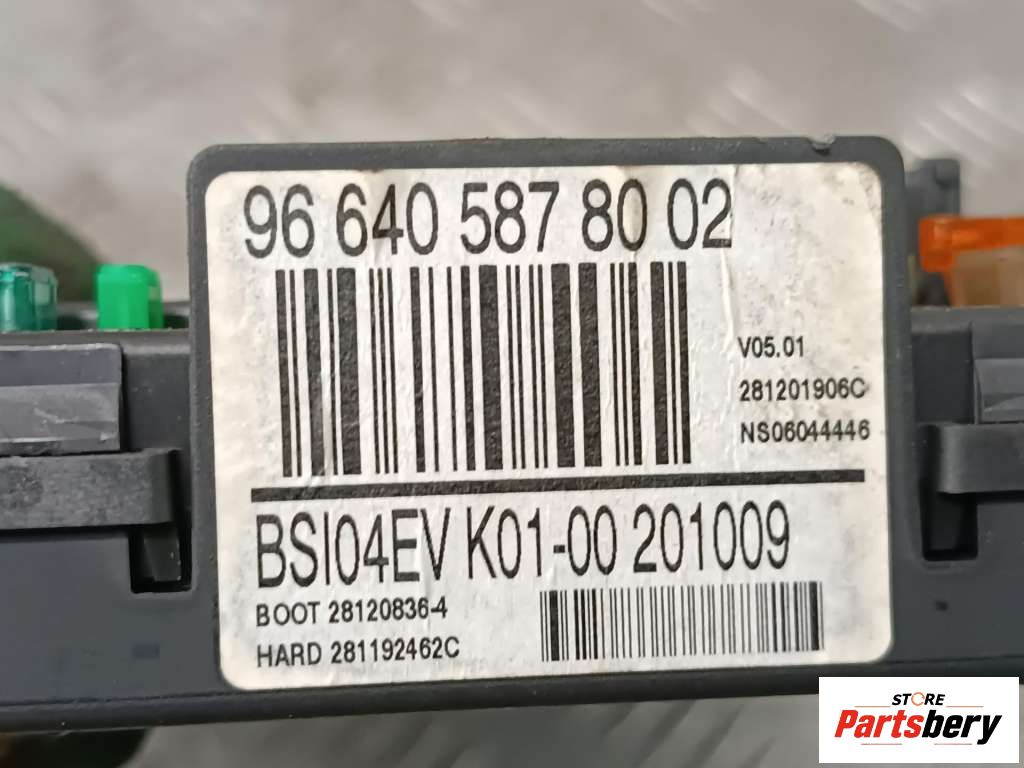 96 640 587 80 02
V05.01
281201906C
NS06044446
BSI04EV K01-00 201009
BOOT 28120836-4
HARD 281192462C
STORE
Partsbery